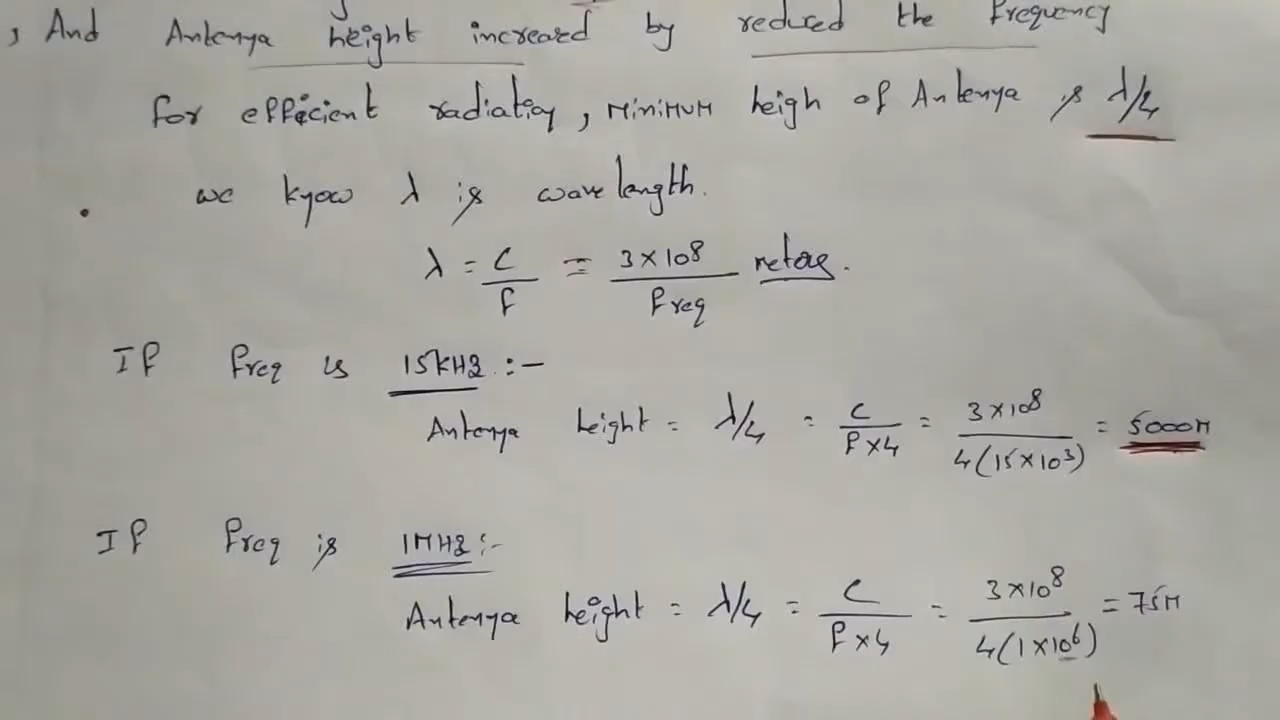 , And Antenna height increased by reduced the frequency
for efficient radiation, MiniMUM heigh of Antenna is λ/4
we know λ is wave length.
λ = C/f = 3×10⁸/freq
If freq is 15kHz :-
Antenna height = λ/4 = C/f×4 = 3×10⁸/4(15×10³) = 5000M
If freq is 1MHz :-
Antenna height = λ/4 = C/f×4 = 3×10⁸/4(1×10⁶) = 75M